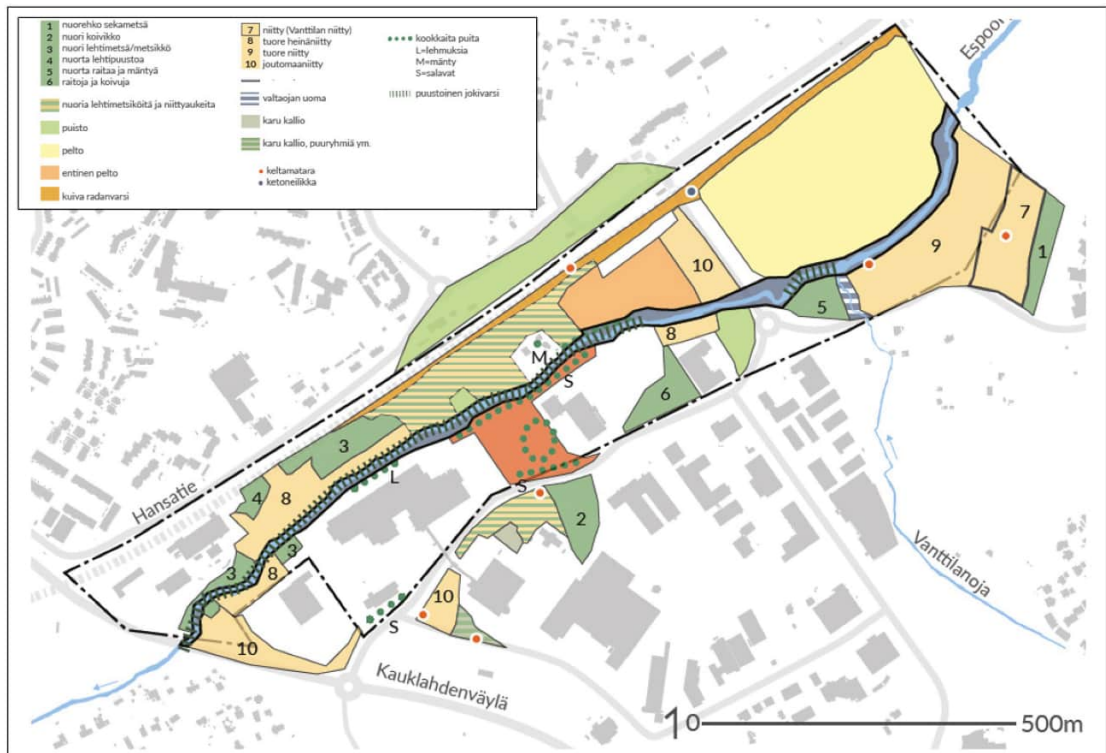 1 nuorehko sekametsä
2 nuori koivikko
3 nuori lehtimetsä/metsikkö
4 nuorta lehtipuustoa
5 nuorta raitaa ja mäntyä
6 raitoja ja koivuja
nuoria lehtimetsiköitä ja niittyaukeita
puisto
pelto
entinen pelto
kuiva radanvarsi
7 niitty (Vanttilan niitty)
8 tuore heinäniitty
9 tuore niitty
10 joutomaaniitty
valtaojan uoma
karu kallio
karu kallio, puuryhmiä ym.
keltamatara
ketoneilikka
kookkaita puita
L=lehmuksia
M=mänty
S=salavat
puustoinen jokivarsi
Espoon
7
9
1
10
5
8
M
S
6
3
L
4
8
S
2
3
3
8
10
S
10
Hansatie
Vanttilanoja
Kauklahdenväylä
1 0 500m